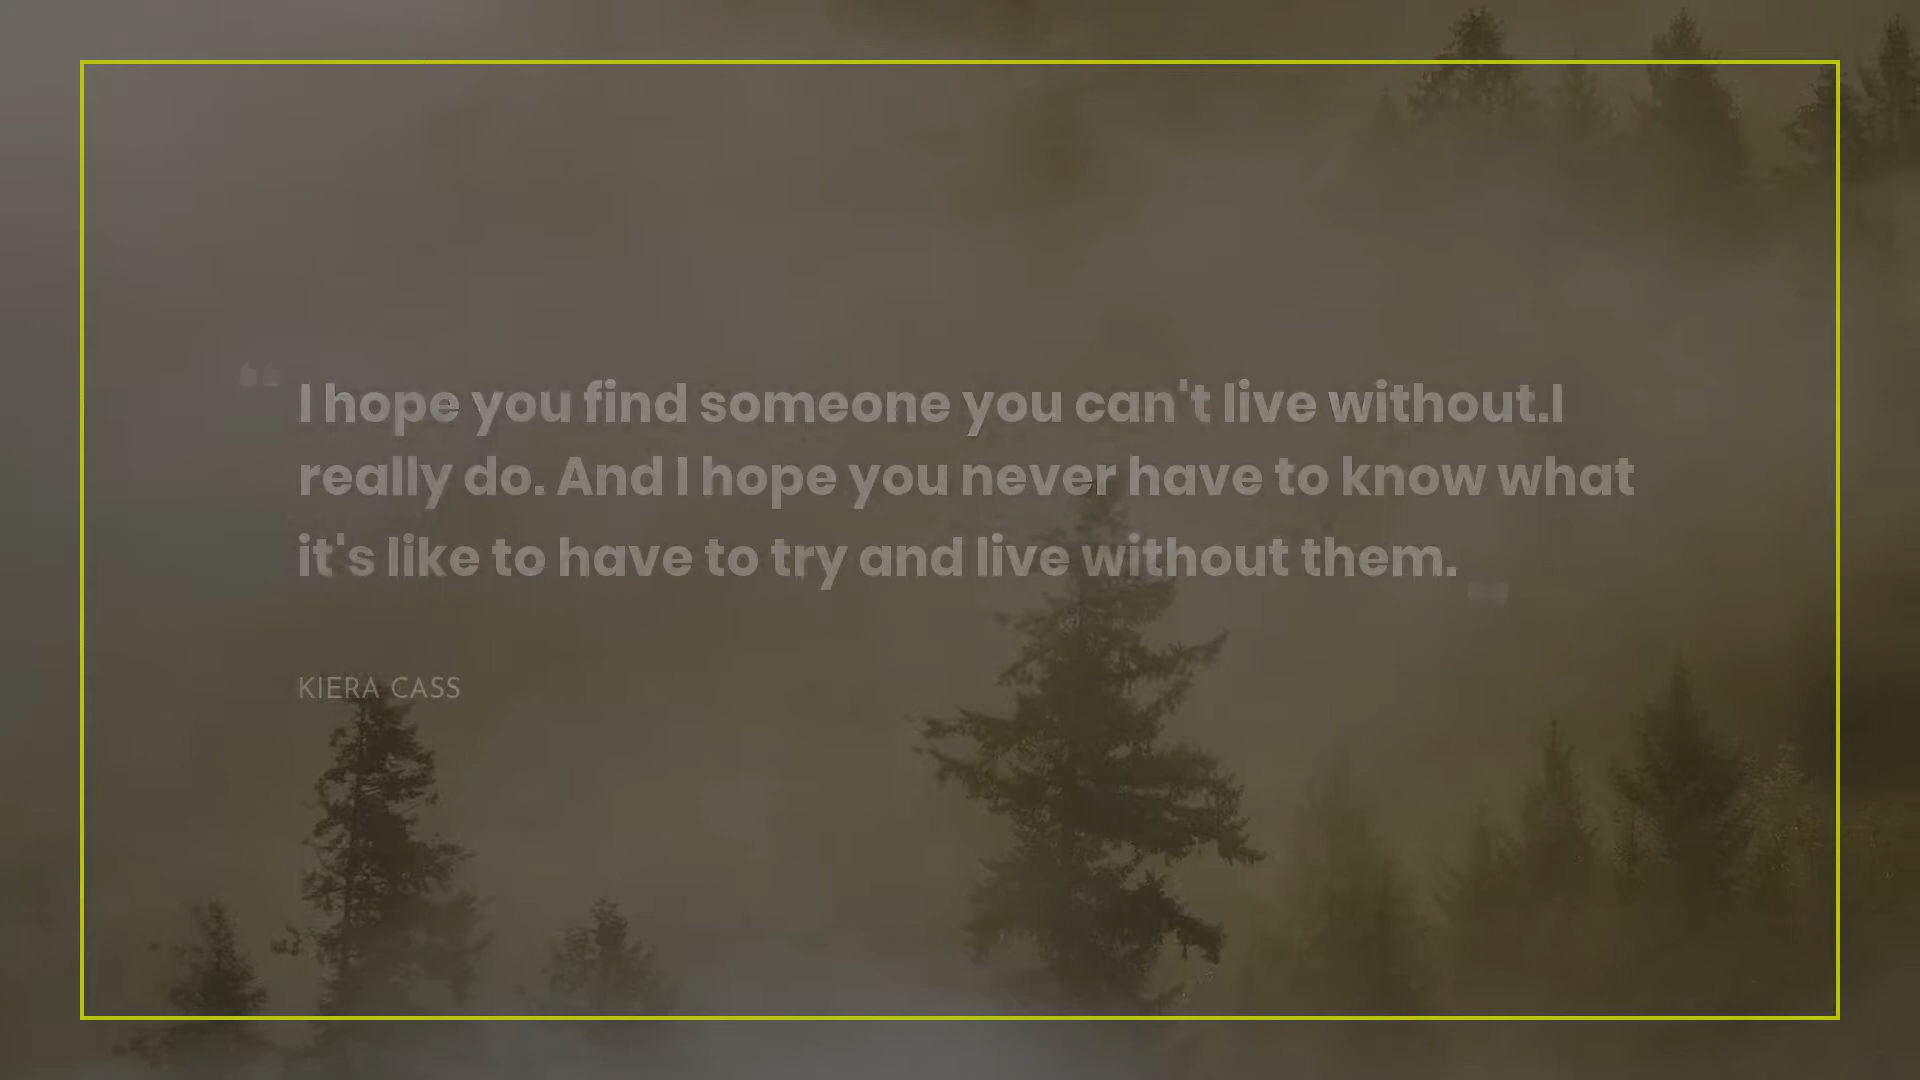 “ I hope you find someone you can't live without.I
really do. And I hope you never have to know what
it's like to have to try and live without them.
KIERA CASS